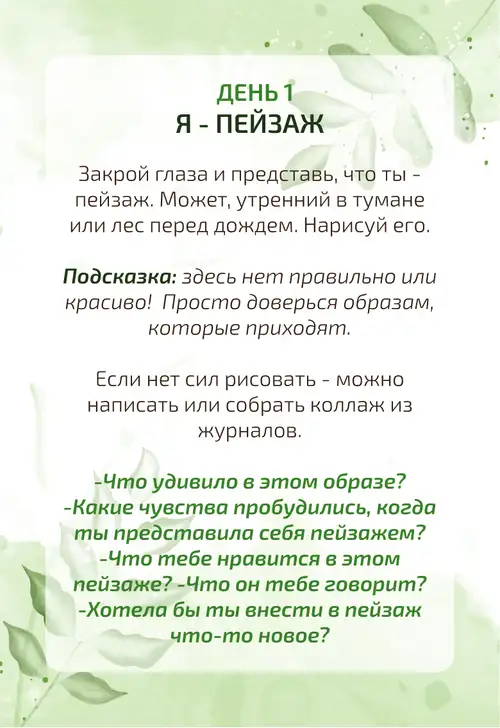 ДЕНЬ 1
Я - ПЕЙЗАЖ
Закрой глаза и представь, что ты -
пейзаж. Может, утренний в тумане
или лес перед дождем. Нарисуй его.
Подсказка: здесь нет правильно или
красиво! Просто доверься образам,
которые приходят.
Если нет сил рисовать - можно
написать или собрать коллаж из
журналов.
-Что удивило в этом образе?
-Какие чувства пробудились, когда
ты представила себя пейзажем?
-Что тебе нравится в этом
пейзаже? -Что он тебе говорит?
-Хотела бы ты внести в пейзаж
что-то новое?